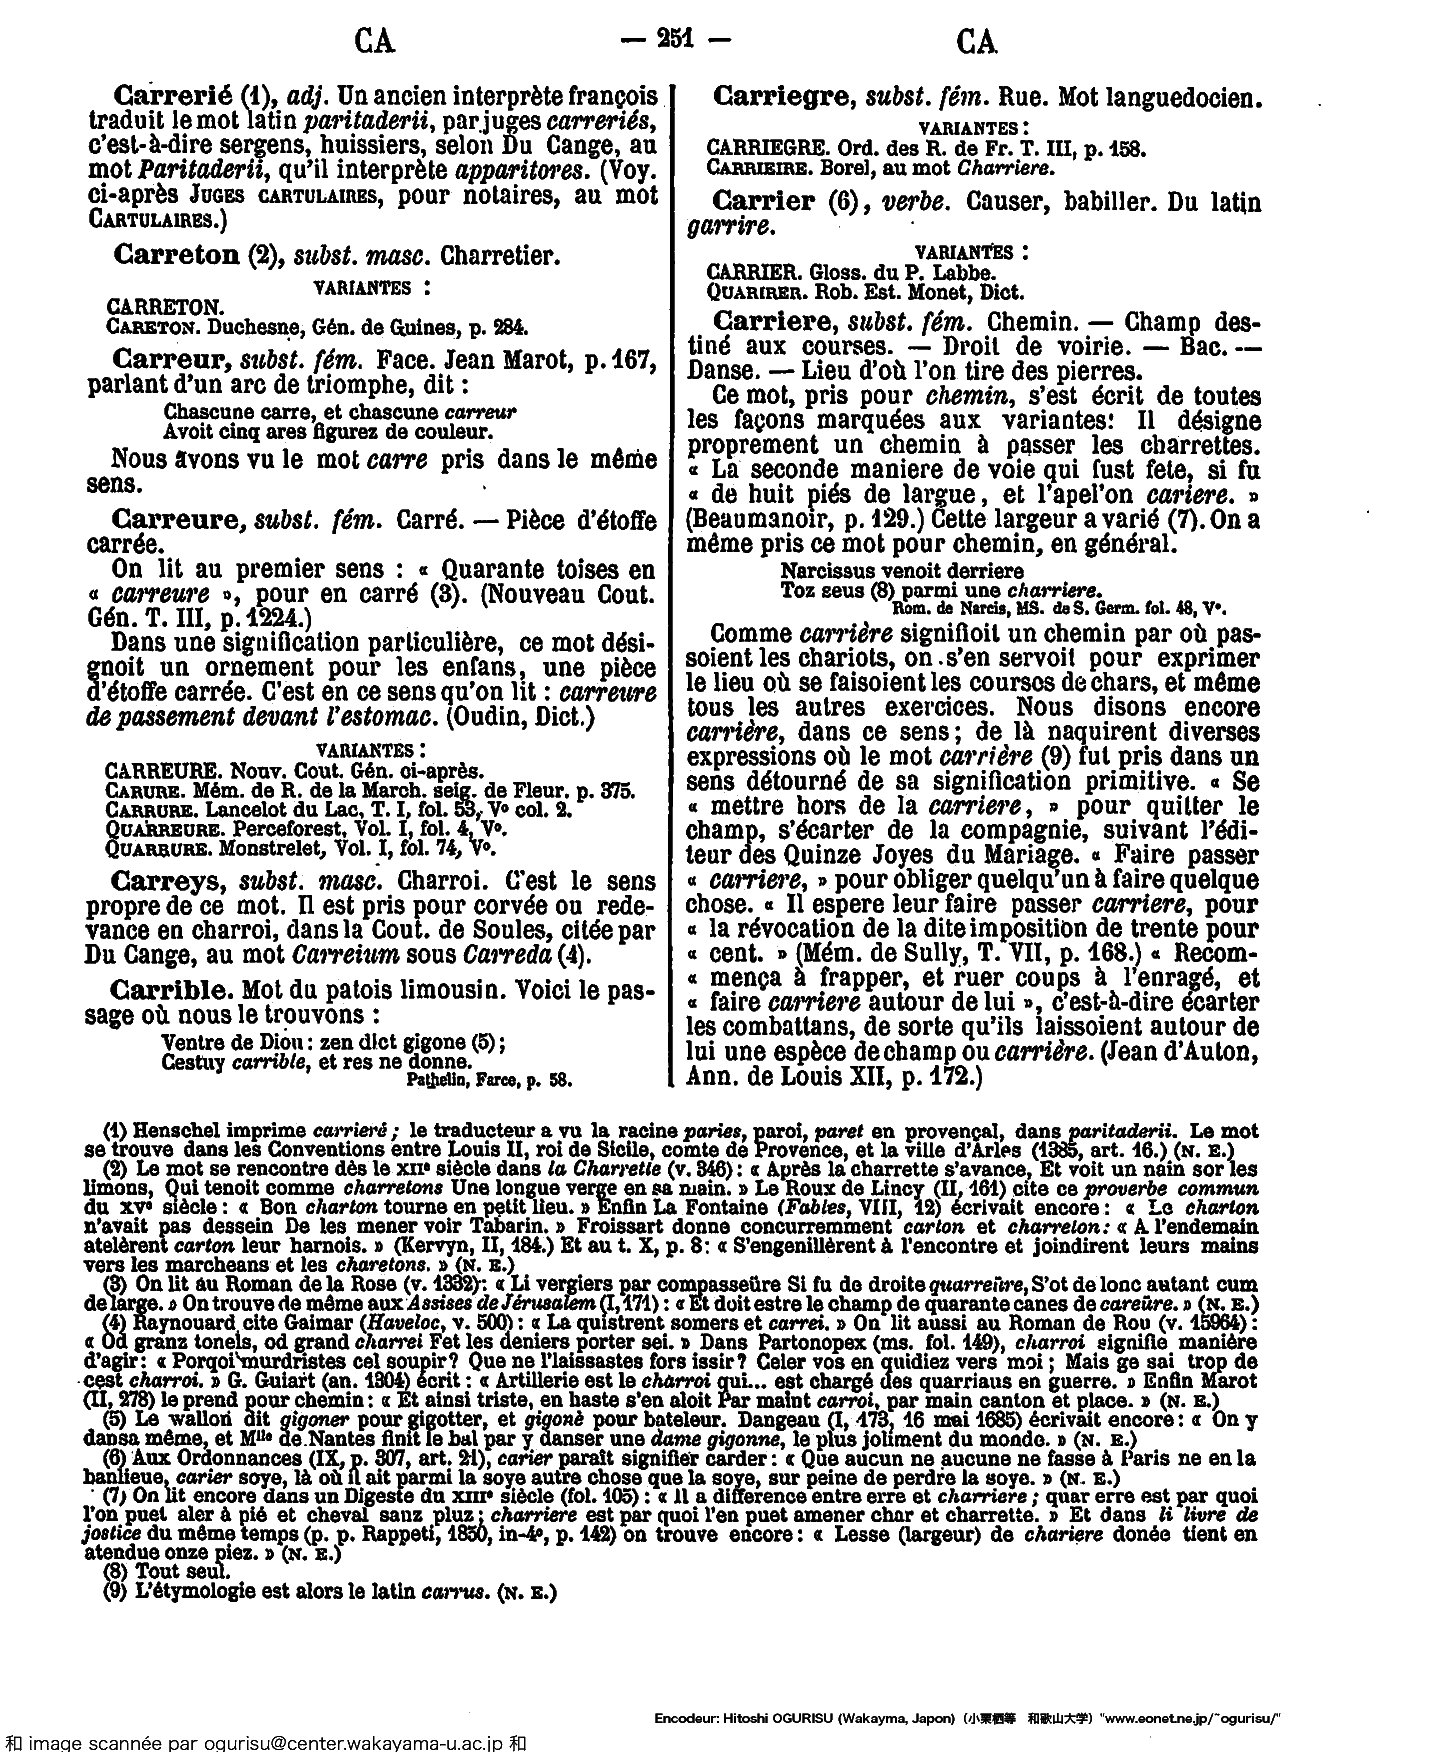 CA — 251 — CA
Carrerié (1), adj. Un ancien interprète françois
traduit le mot latin paritaderii, par juges carreriés,
c'est-à-dire sergens, huissiers, selon Du Cange, au
mot Paritaderii, qu'il interprète apparitores. (Voy.
ci-après JUGES CARTULAIRES, pour notaires, au mot
CARTULAIRES.)
Carreton (2), subst. masc. Charretier.
VARIANTES :
CARRETON.
CARETON. Duchesne, Gén. de Guines, p. 284.
Carreur, subst. fém. Face. Jean Marot, p. 167,
parlant d'un arc de triomphe, dit :
Chascune carre, et chascune carreur
Avoit cinq ares figurez de couleur.
Nous avons vu le mot carre pris dans le même
sens.
Carreure, subst. fém. Carré. — Pièce d'étoffe
carrée.
On lit au premier sens : « Quarante toises en
« carreure », pour en carré (3). (Nouveau Cout.
Gén. T. III, p. 1224.)
Dans une signification particulière, ce mot dési-
gnoit un ornement pour les enfans, une pièce
d'étoffe carrée. C'est en ce sens qu'on lit : carreure
de passement devant l'estomac. (Oudin, Dict.)
VARIANTES :
CARREURE. Nouv. Cout. Gén. ci-après.
CARURE. Mém. de R. de la March. seig. de Fleur. p. 375.
CARRURE. Lancelot du Lac, T. I, fol. 53, Vº col. 2.
QUARREURE. Perceforest, Vol. I, fol. 4, Vº.
QUARRURE. Monstrelet, Vol. I, fol. 74, Vº.
Carreys, subst. masc. Charroi. C'est le sens
propre de ce mot. Il est pris pour corvée ou rede-
vance en charroi, dans la Cout. de Soules, citée par
Du Cange, au mot Carreium sous Carreda (4).
Carrible. Mot du patois limousin. Voici le pas-
sage où nous le trouvons :
Ventre de Diou : zen dict gigone (5) ;
Cestuy carrible, et res ne donne.
Pathelin, Farce, p. 58.
Carriegre, subst. fém. Rue. Mot languedocien.
VARIANTES :
CARRIEGRE. Ord. des R. de Fr. T. III, p. 158.
CARRIEIRE. Borel, au mot Charriere.
Carrier (6), verbe. Causer, babiller. Du latin
garrire.
VARIANTES :
CARRIER. Gloss. du P. Labbe.
QUARIRER. Rob. Est. Monet, Dict.
Carriere, subst. fém. Chemin. — Champ des-
tiné aux courses. — Droit de voirie. — Bac. —
Danse. — Lieu d'où l'on tire des pierres.
Ce mot, pris pour chemin, s'est écrit de toutes
les façons marquées aux variantes: Il désigne
proprement un chemin à passer les charrettes.
« La seconde maniere de voie qui fust fete, si fu
« de huit piés de largue, et l'apel'on cariere. »
(Beaumanoir, p. 129.) Cette largeur a varié (7). On a
même pris ce mot pour chemin, en général.
Narcissus venoit derriere
Toz seus (8) parmi une charriere.
Rom. de Narcis, MS. de S. Germ. fol. 48, Vº.
Comme carrière signifioit un chemin par où pas-
soient les chariots, on s'en servoit pour exprimer
le lieu où se faisoient les courses de chars, et même
tous les autres exercices. Nous disons encore
carrière, dans ce sens ; de là naquirent diverses
expressions où le mot carrière (9) fut pris dans un
sens détourné de sa signification primitive. « Se
« mettre hors de la carriere, » pour quitter le
champ, s'écarter de la compagnie, suivant l'édi-
teur des Quinze Joyes du Mariage. « Faire passer
« carriere, » pour obliger quelqu'un à faire quelque
chose. « Il espere leur faire passer carriere, pour
« la révocation de la dite imposition de trente pour
« cent. » (Mém. de Sully, T. VII, p. 168.) « Recom-
« mença à frapper, et ruer coups à l'enragé, et
« faire carriere autour de lui », c'est-à-dire écarter
les combattans, de sorte qu'ils laissoient autour de
lui une espèce de champ ou carrière. (Jean d'Auton,
Ann. de Louis XII, p. 172.)
(1) Henschel imprime carrieré ; le traducteur a vu la racine paries, paroi, paret en provençal, dans paritaderii. Le mot
se trouve dans les Conventions entre Louis II, roi de Sicile, comte de Provence, et la ville d'Arles (1385, art. 16.) (N. E.)
(2) Le mot se rencontre dès le XIIe siècle dans la Charrette (v. 346) : « Après la charrette s'avance, Et voit un nain sor les
limons, Qui tenoit comme charretons Une longue verge en sa main. » Le Roux de Lincy (II, 161) cite ce proverbe commun
du XVe siècle : « Bon charton tourne en petit lieu. » Enfin La Fontaine (Fables, VIII, 12) écrivait encore : « Le charton
n'avait pas dessein De les mener voir Tabarin. » Froissart donne concurremment carton et charreton: « A l'endemain
atelèrent carton leur harnois. » (Kervyn, II, 184.) Et au t. X, p. 8: « S'engenillèrent à l'encontre et joindirent leurs mains
vers les marcheans et les charetons. » (N. E.)
(3) On lit au Roman de la Rose (v. 1332): « Li vergiers par compasseüre Si fu de droite quarreüre, S'ot de lonc autant cum
de large. » On trouve de même aux Assises de Jérusalem (I, 171) : « Et doit estre le champ de quarante canes de careüre. » (N. E.)
(4) Raynouard cite Gaimar (Haveloc, v. 500) : « La quistrent somers et carrei. » On lit aussi au Roman de Rou (v. 15964) :
« Od granz tonels, od grand charrei Fet les deniers porter sei. » Dans Partonopex (ms. fol. 149), charroi signifie manière
d'agir: « Porqoi murdristes cel soupir? Que ne l'laissastes fors issir? Celer vos en quidiez vers moi ; Mais ge sai trop de
cest charroi. » G. Guiart (an. 1304) écrit : « Artillerie est le charroi qui... est chargé des quarriaus en guerre. » Enfin Marot
(II, 278) le prend pour chemin : « Et ainsi triste, en haste s'en aloit Par maint carroi, par main canton et place. » (N. E.)
(5) Le wallon dit gigoner pour gigotter, et gigonè pour bateleur. Dangeau (I, 173, 16 mai 1685) écrivait encore : « On y
dansa même, et Mlle de Nantes finit le bal par y danser une dame gigonne, le plus joliment du monde. » (N. E.)
(6) Aux Ordonnances (IX, p. 307, art. 21), carier paraît signifier carder : « Que aucun ne aucune ne fasse à Paris ne en la
banlieue, carier soye, là où il ait parmi la soye autre chose que la soye, sur peine de perdre la soye. » (N. E.)
(7) On lit encore dans un Digeste du XIIIe siècle (fol. 105) : « Il a difference entre erre et charriere ; quar erre est par quoi
l'on puet aler à pié et cheval sanz pluz ; charriere est par quoi l'en puet amener char et charrette. » Et dans li livre de
jostice du même temps (p. p. Rappeti, 1850, in-4º, p. 142) on trouve encore : « Lesse (largeur) de chariere donée tient en
atendue onze piez. » (N. E.)
(8) Tout seul.
(9) L'étymologie est alors le latin carrus. (N. E.)
Encodeur: Hitoshi OGURISU (Wakayma, Japon) (小栗栖等 和歌山大学) "www.eonet.ne.jp/~ogurisu/"
和 image scannée par ogurisu@center.wakayama-u.ac.jp 和